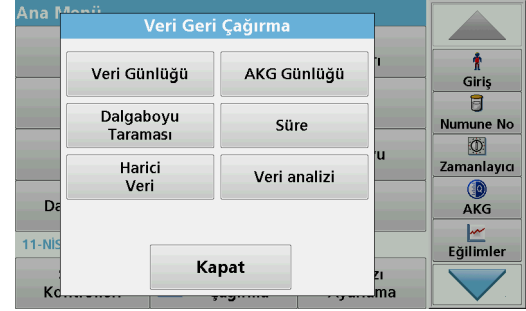 Ana Menü
Veri Geri Çağırma
Veri Günlüğü
AKG Günlüğü
Dalgaboyu
Taraması
Süre
Harici
Veri
Veri analizi
Kapat
11-NİS
Giriş
Numune No
Zamanlayıcı
AKG
Eğilimler